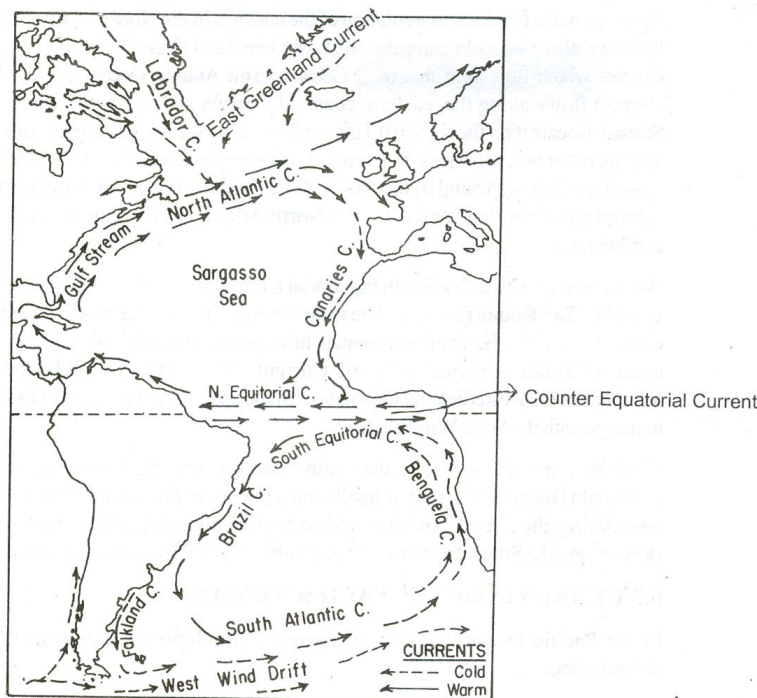 Labrador C.
East Greenland Current
North Atlantic C.
Gulf Stream
Sargasso
Sea
Canaries C.
N. Equitorial C.
Counter Equatorial Current
South Equitorial C.
Benguela C.
Brazil C.
Falkland C.
South Atlantic C.
West Wind Drift
CURRENTS
Cold
Warm